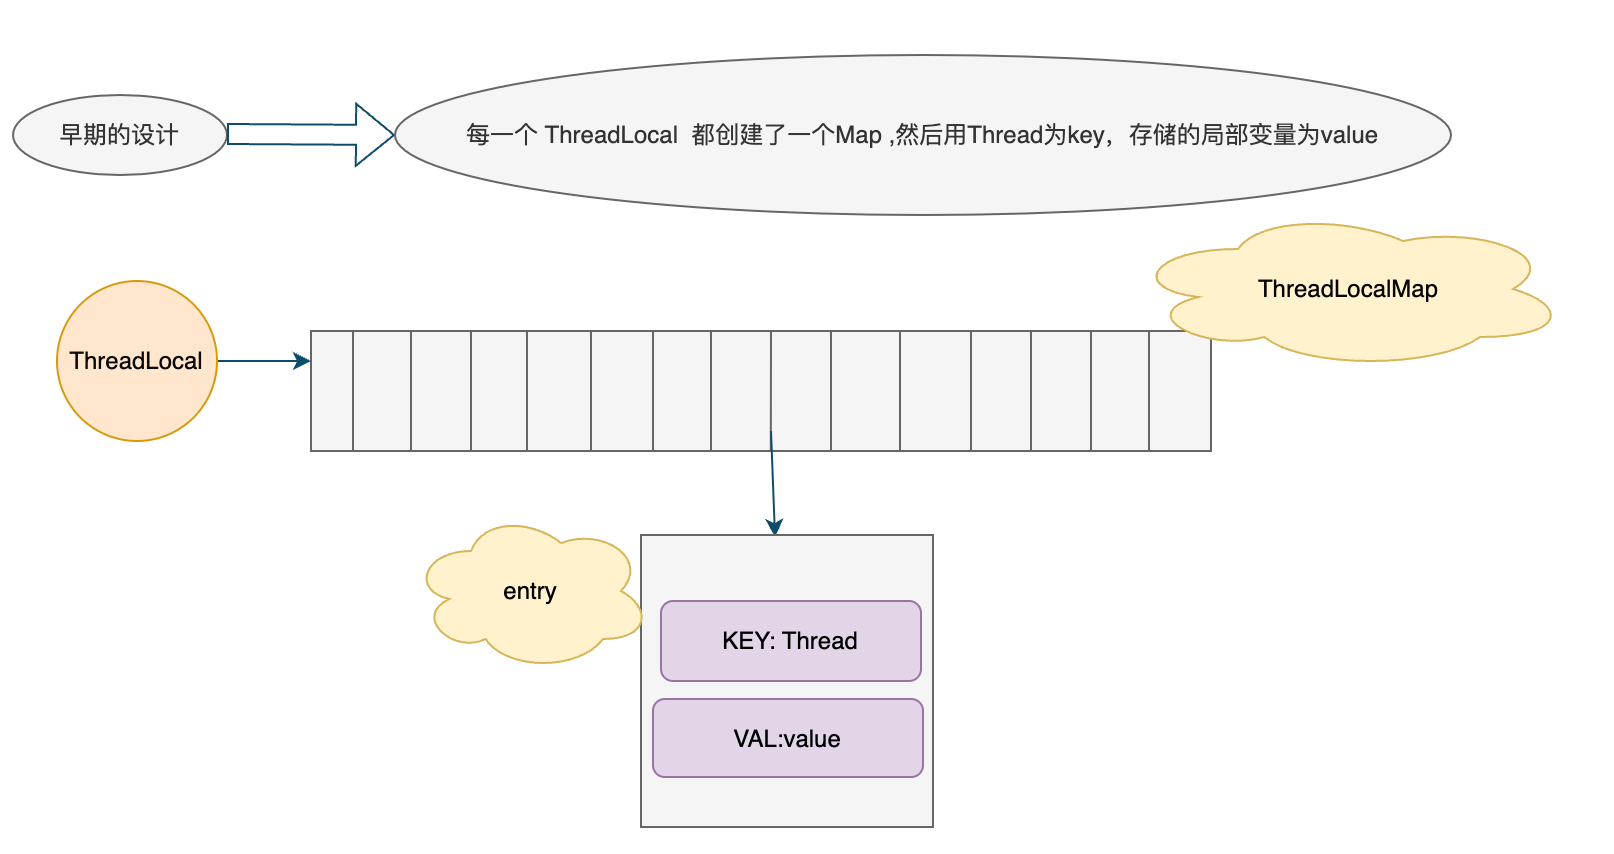 早期的设计
每一个 ThreadLocal 都创建了一个Map ,然后用Thread为key，存储的局部变量为value
ThreadLocalMap
ThreadLocal
entry
KEY: Thread
VAL:value